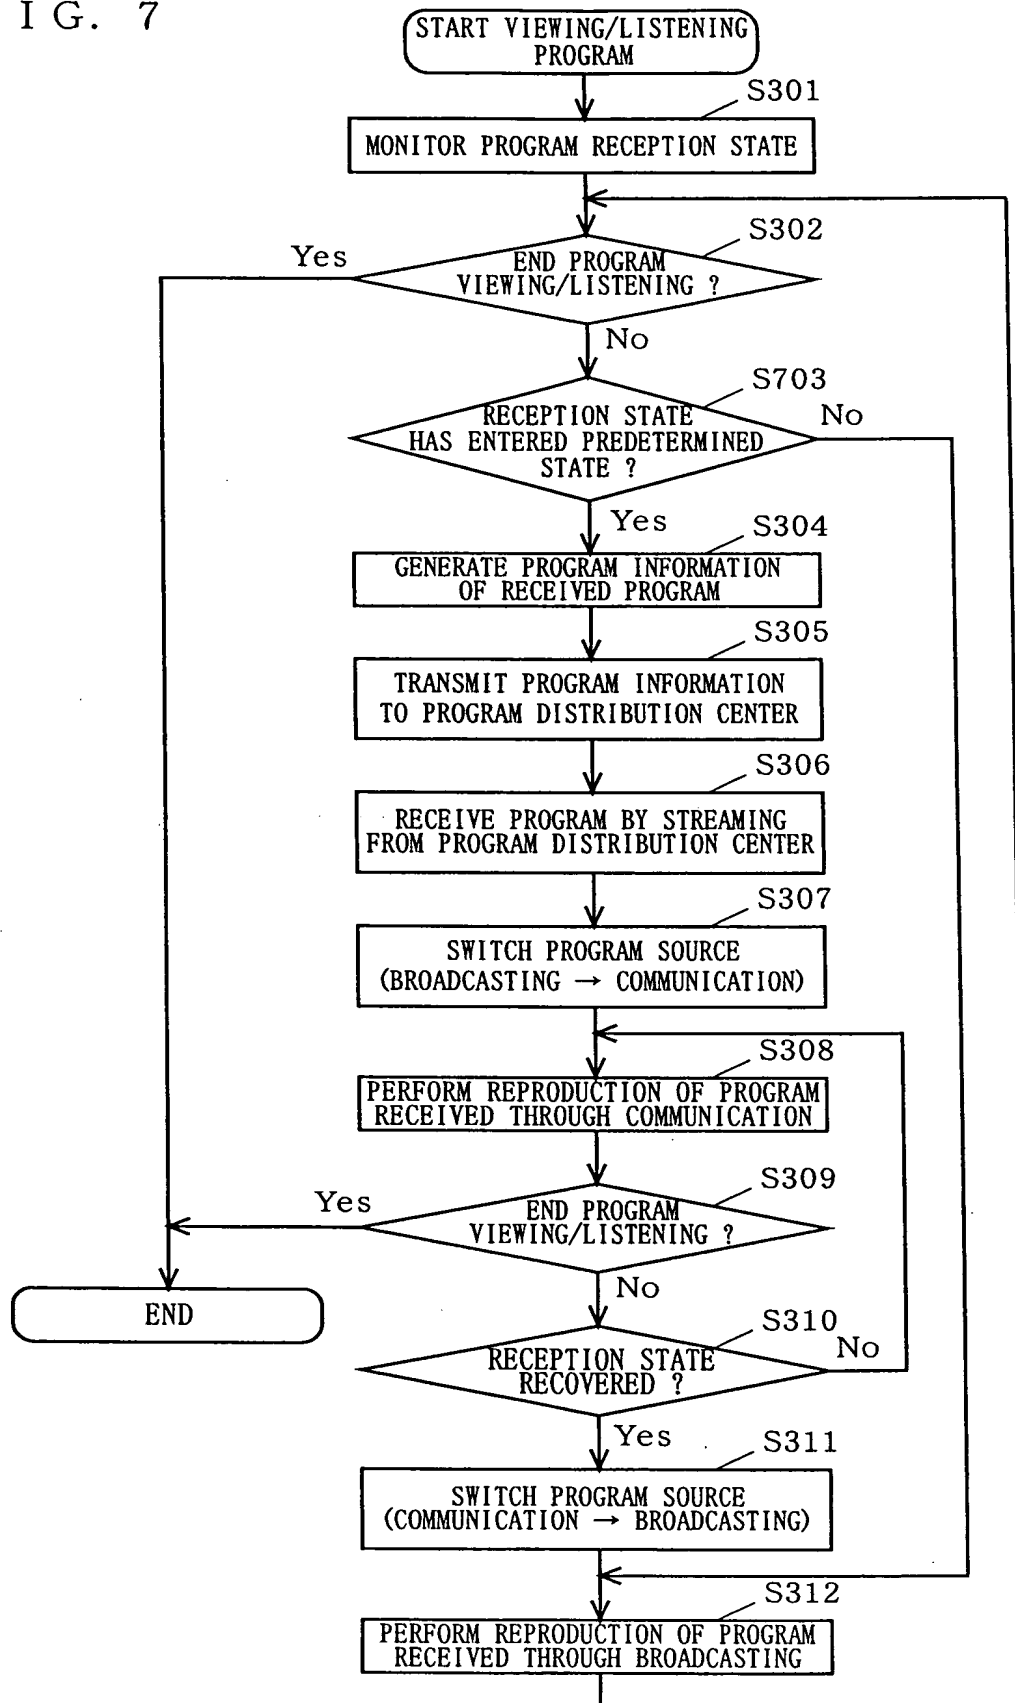 IG. 7
START VIEWING/LISTENING
PROGRAM
S301
MONITOR PROGRAM RECEPTION STATE
S302
Yes
END PROGRAM
VIEWING/LISTENING ?
No
S703
RECEPTION STATE
HAS ENTERED PREDETERMINED
STATE ?
No
Yes
S304
GENERATE PROGRAM INFORMATION
OF RECEIVED PROGRAM
S305
TRANSMIT PROGRAM INFORMATION
TO PROGRAM DISTRIBUTION CENTER
S306
RECEIVE PROGRAM BY STREAMING
FROM PROGRAM DISTRIBUTION CENTER
S307
SWITCH PROGRAM SOURCE
(BROADCASTING → COMMUNICATION)
S308
PERFORM REPRODUCTION OF PROGRAM
RECEIVED THROUGH COMMUNICATION
S309
Yes
END PROGRAM
VIEWING/LISTENING ?
No
END
S310
RECEPTION STATE
RECOVERED ?
No
Yes
S311
SWITCH PROGRAM SOURCE
(COMMUNICATION → BROADCASTING)
S312
PERFORM REPRODUCTION OF PROGRAM
RECEIVED THROUGH BROADCASTING